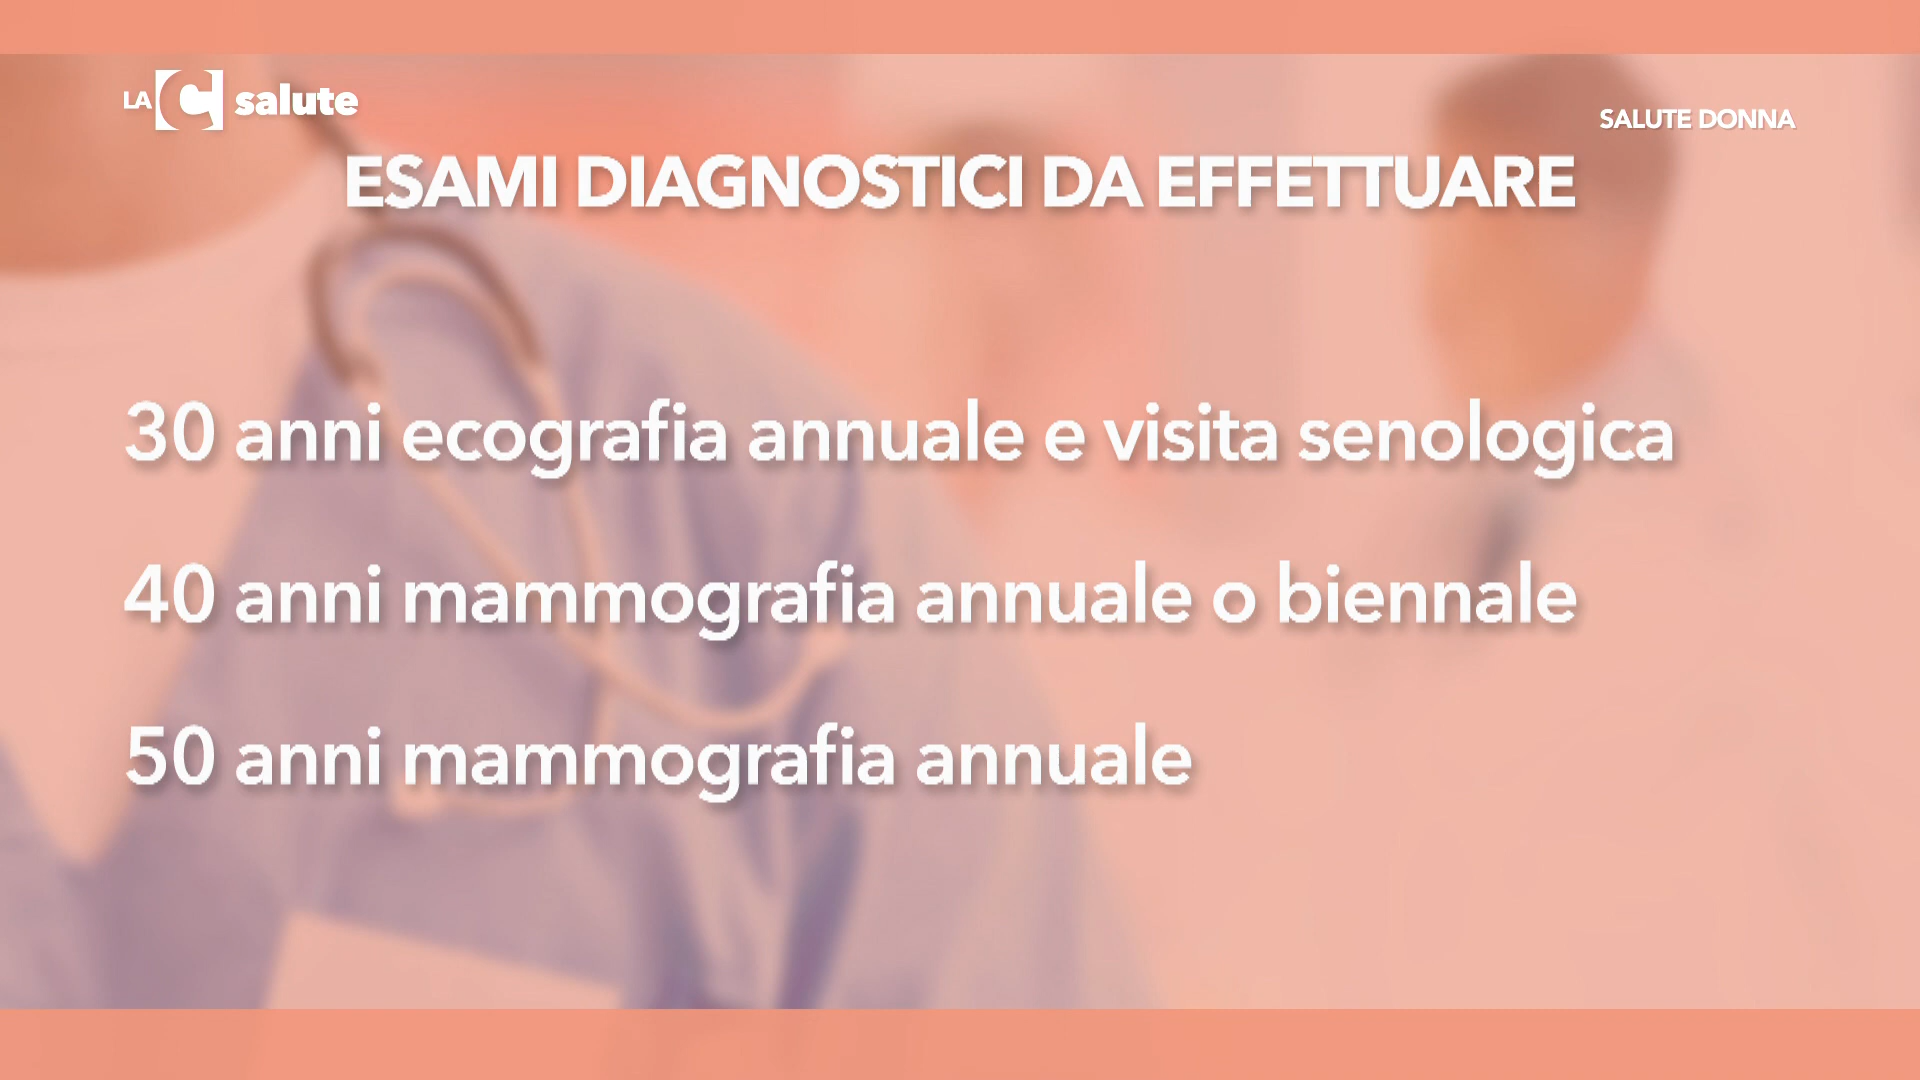 LA C salute
SALUTE DONNA
ESAMI DIAGNOSTICI DA EFFETTUARE
30 anni ecografia annuale e visita senologica
40 anni mammografia annuale o biennale
50 anni mammografia annuale